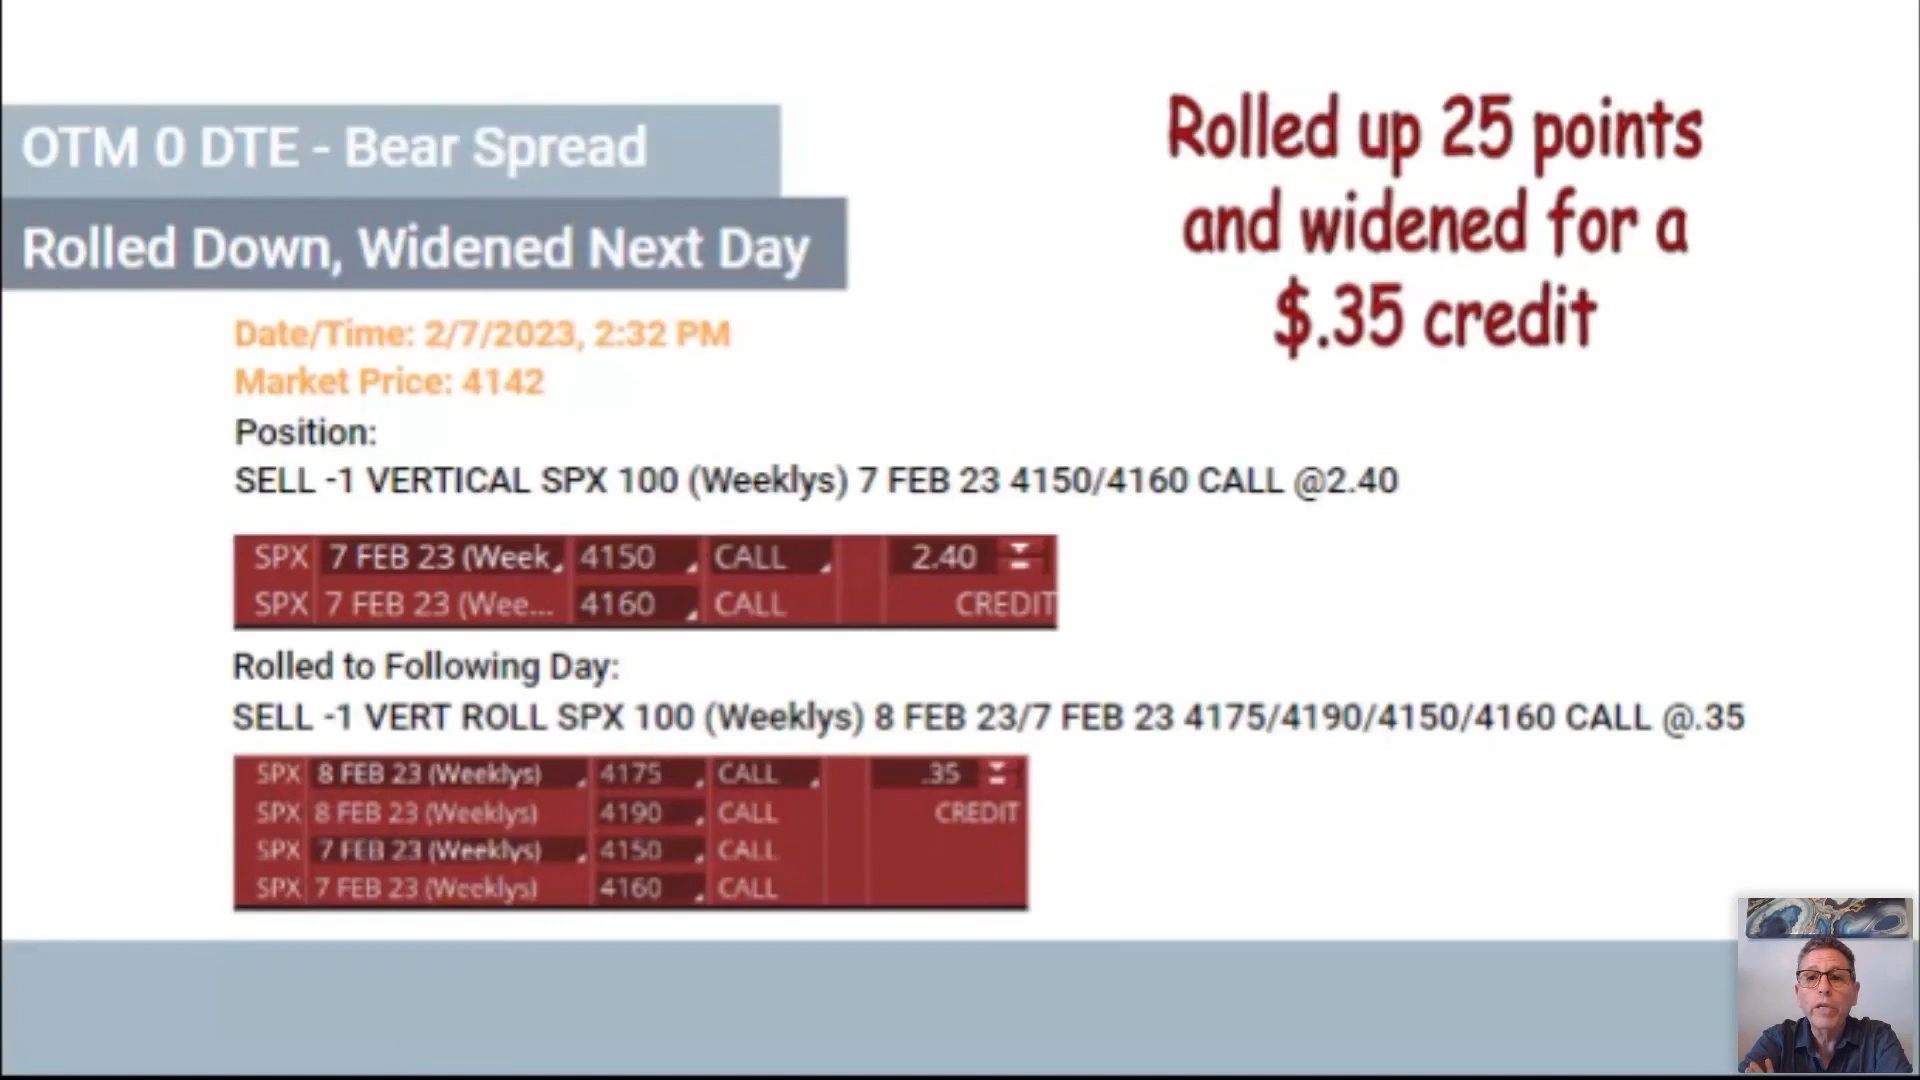 OTM 0 DTE - Bear Spread
Rolled Down, Widened Next Day
Rolled up 25 points
and widened for a
$.35 credit
Date/Time: 2/7/2023, 2:32 PM
Market Price: 4142
Position:
SELL -1 VERTICAL SPX 100 (Weeklys) 7 FEB 23 4150/4160 CALL @2.40
SPX 7 FEB 23 (Week 4150 CALL 2.40
SPX 7 FEB 23 (Wee... 4160 CALL CREDIT
Rolled to Following Day:
SELL -1 VERT ROLL SPX 100 (Weeklys) 8 FEB 23/7 FEB 23 4175/4190/4150/4160 CALL @.35
SPX 8 FEB 23 (Weeklys) 4175 CALL .35
SPX 8 FEB 23 (Weeklys) 4190 CALL CREDIT
SPX 7 FEB 23 (Weeklys) 4150 CALL
SPX 7 FEB 23 (Weeklys) 4160 CALL